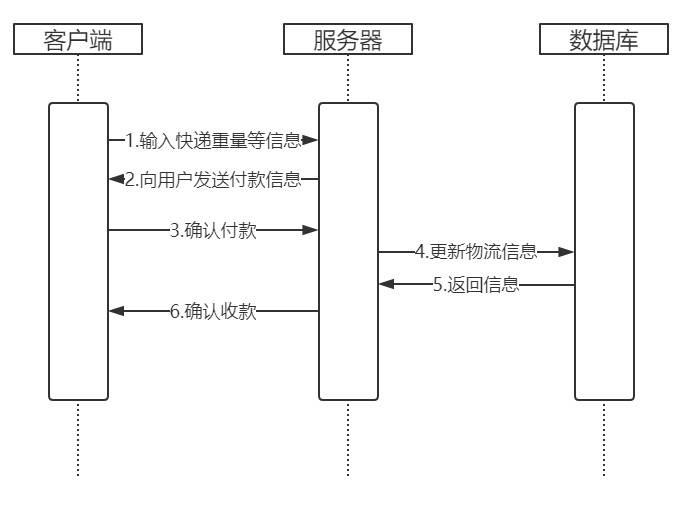 客户端
服务器
数据库
1.输入快递重量等信息
2.向用户发送付款信息
3.确认付款
4.更新物流信息
5.返回信息
6.确认收款